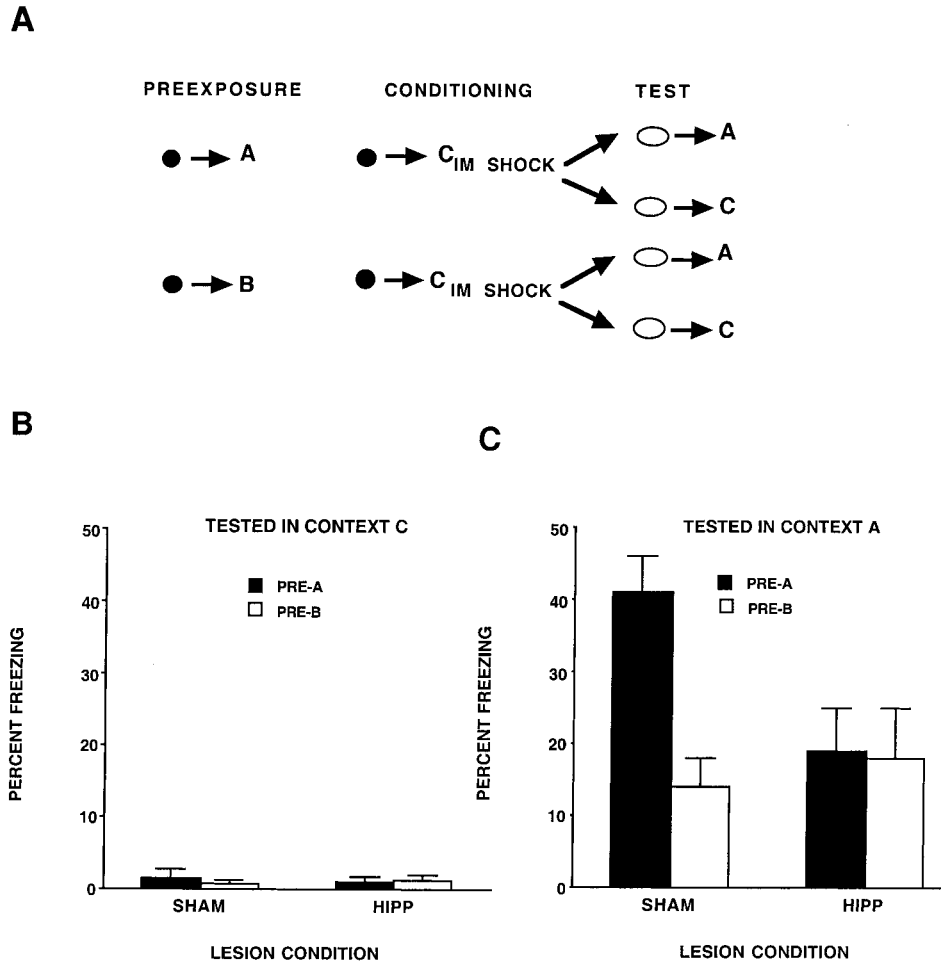 A
PREEXPOSURE CONDITIONING TEST
A
A
C IM SHOCK
C
A
B
C IM SHOCK
C
B
TESTED IN CONTEXT C
PRE-A
PRE-B
50
40
30
20
10
0
PERCENT FREEZING
SHAM HIPP
LESION CONDITION
C
TESTED IN CONTEXT A
PRE-A
PRE-B
50
40
30
20
10
0
PERCENT FREEZING
SHAM HIPP
LESION CONDITION